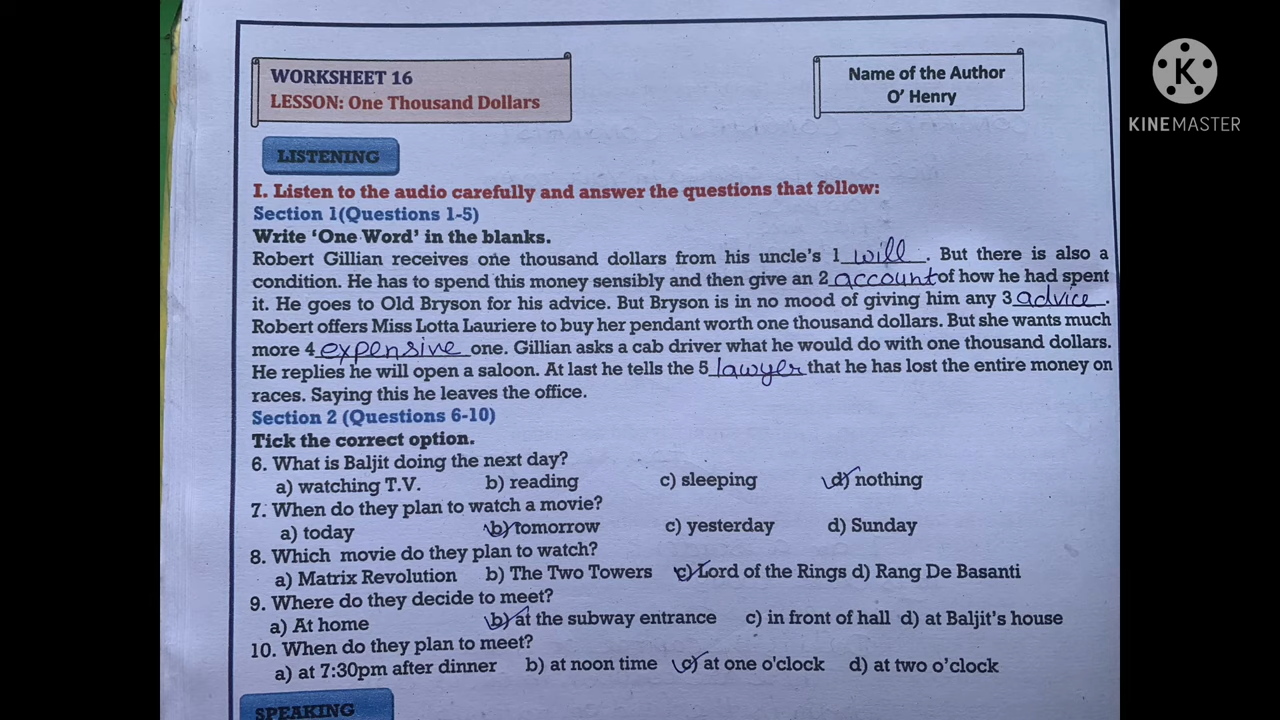 WORKSHEET 16
LESSON: One Thousand Dollars
Name of the Author
O' Henry
K
KINEMASTER
LISTENING
I. Listen to the audio carefully and answer the questions that follow:
Section 1(Questions 1-5)
Write 'One Word' in the blanks.
Robert Gillian receives one thousand dollars from his uncle's 1 will . But there is also a
condition. He has to spend this money sensibly and then give an 2 account of how he had spent
it. He goes to Old Bryson for his advice. But Bryson is in no mood of giving him any 3 advice .
Robert offers Miss Lotta Lauriere to buy her pendant worth one thousand dollars. But she wants much
more 4 expensive one. Gillian asks a cab driver what he would do with one thousand dollars.
He replies he will open a saloon. At last he tells the 5 lawyer that he has lost the entire money on
races. Saying this he leaves the office.
Section 2 (Questions 6-10)
Tick the correct option.
6. What is Baljit doing the next day?
a) watching T.V. b) reading c) sleeping d) nothing
7. When do they plan to watch a movie?
a) today b) tomorrow c) yesterday d) Sunday
8. Which movie do they plan to watch?
a) Matrix Revolution b) The Two Towers c) Lord of the Rings d) Rang De Basanti
9. Where do they decide to meet?
a) At home b) at the subway entrance c) in front of hall d) at Baljit's house
10. When do they plan to meet?
a) at 7:30pm after dinner b) at noon time c) at one o'clock d) at two o'clock
SPEAKING